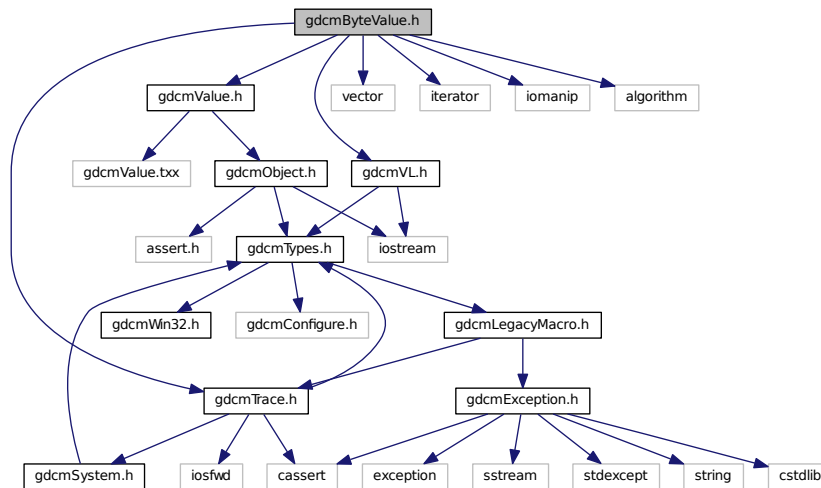 gdcmByteValue.h
gdcmValue.h
vector
iterator
iomanip
algorithm
gdcmValue.txx
gdcmObject.h
gdcmVL.h
assert.h
gdcmTypes.h
iostream
gdcmWin32.h
gdcmConfigure.h
gdcmLegacyMacro.h
gdcmTrace.h
gdcmException.h
gdcmSystem.h
iosfwd
cassert
exception
sstream
stdexcept
string
cstdlib